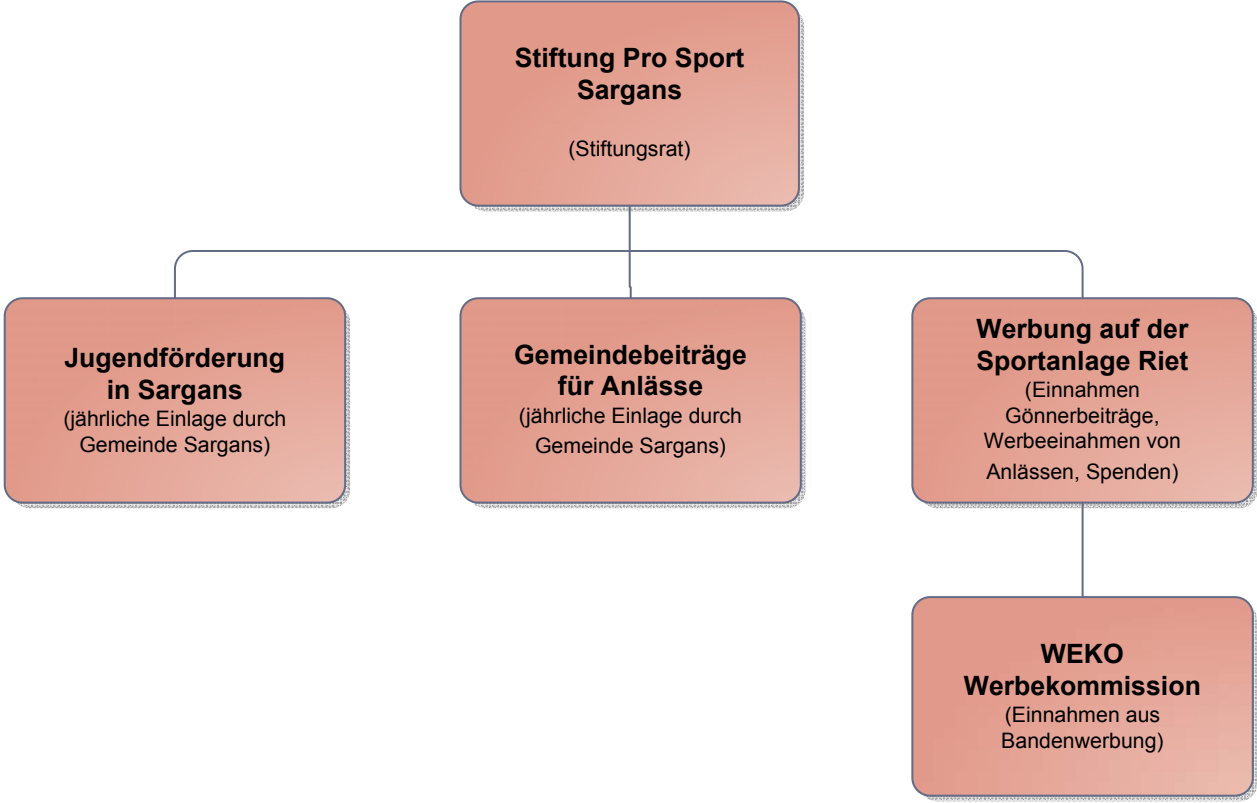 Stiftung Pro Sport
Sargans
(Stiftungsrat)
Jugendförderung
in Sargans
(jährliche Einlage durch
Gemeinde Sargans)
Gemeindebeiträge
für Anlässe
(jährliche Einlage durch
Gemeinde Sargans)
Werbung auf der
Sportanlage Riet
(Einnahmen
Gönnerbeiträge,
Werbeeinahmen von
Anlässen, Spenden)
WEKO
Werbekommission
(Einnahmen aus
Bandenwerbung)